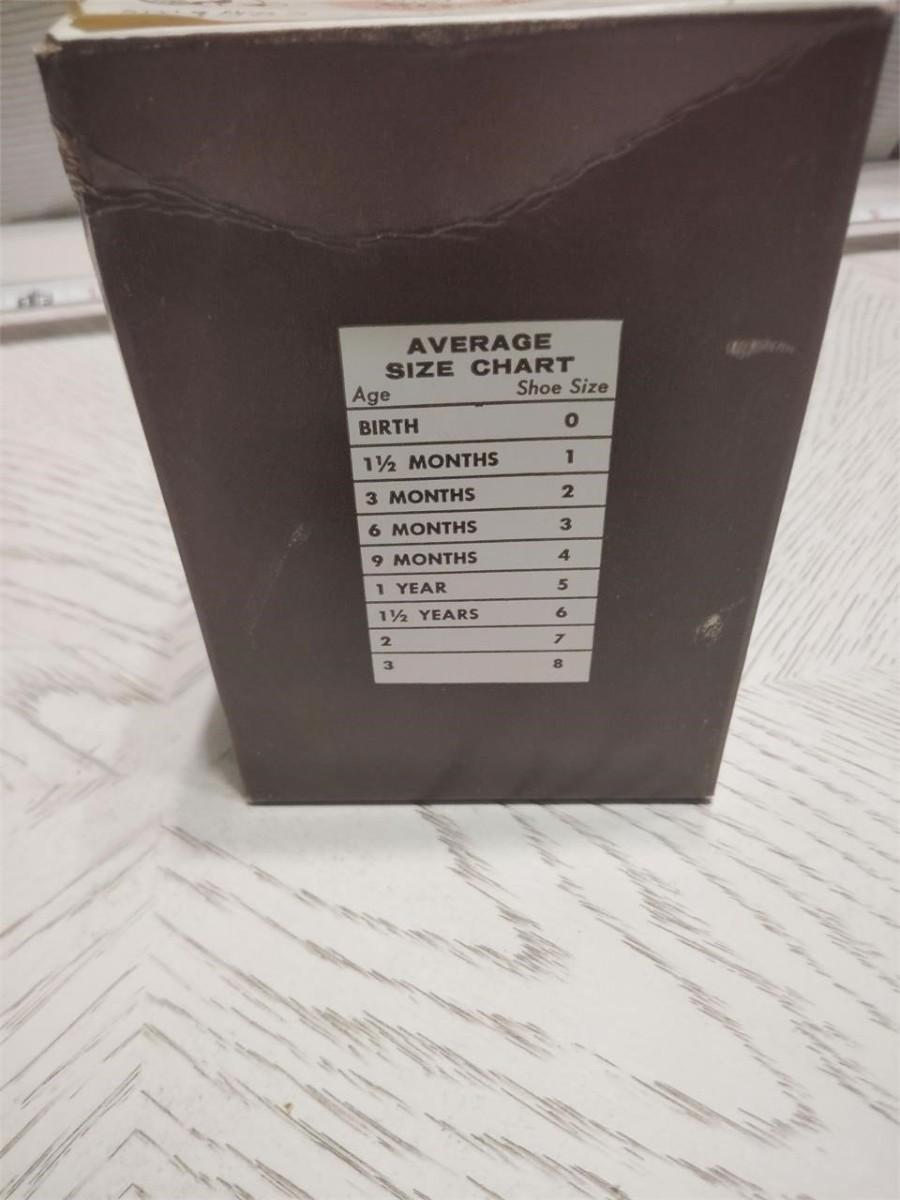 AVERAGE
SIZE CHART
Age Shoe Size
BIRTH 0
1½ MONTHS 1
3 MONTHS 2
6 MONTHS 3
9 MONTHS 4
1 YEAR 5
1½ YEARS 6
2 7
3 8